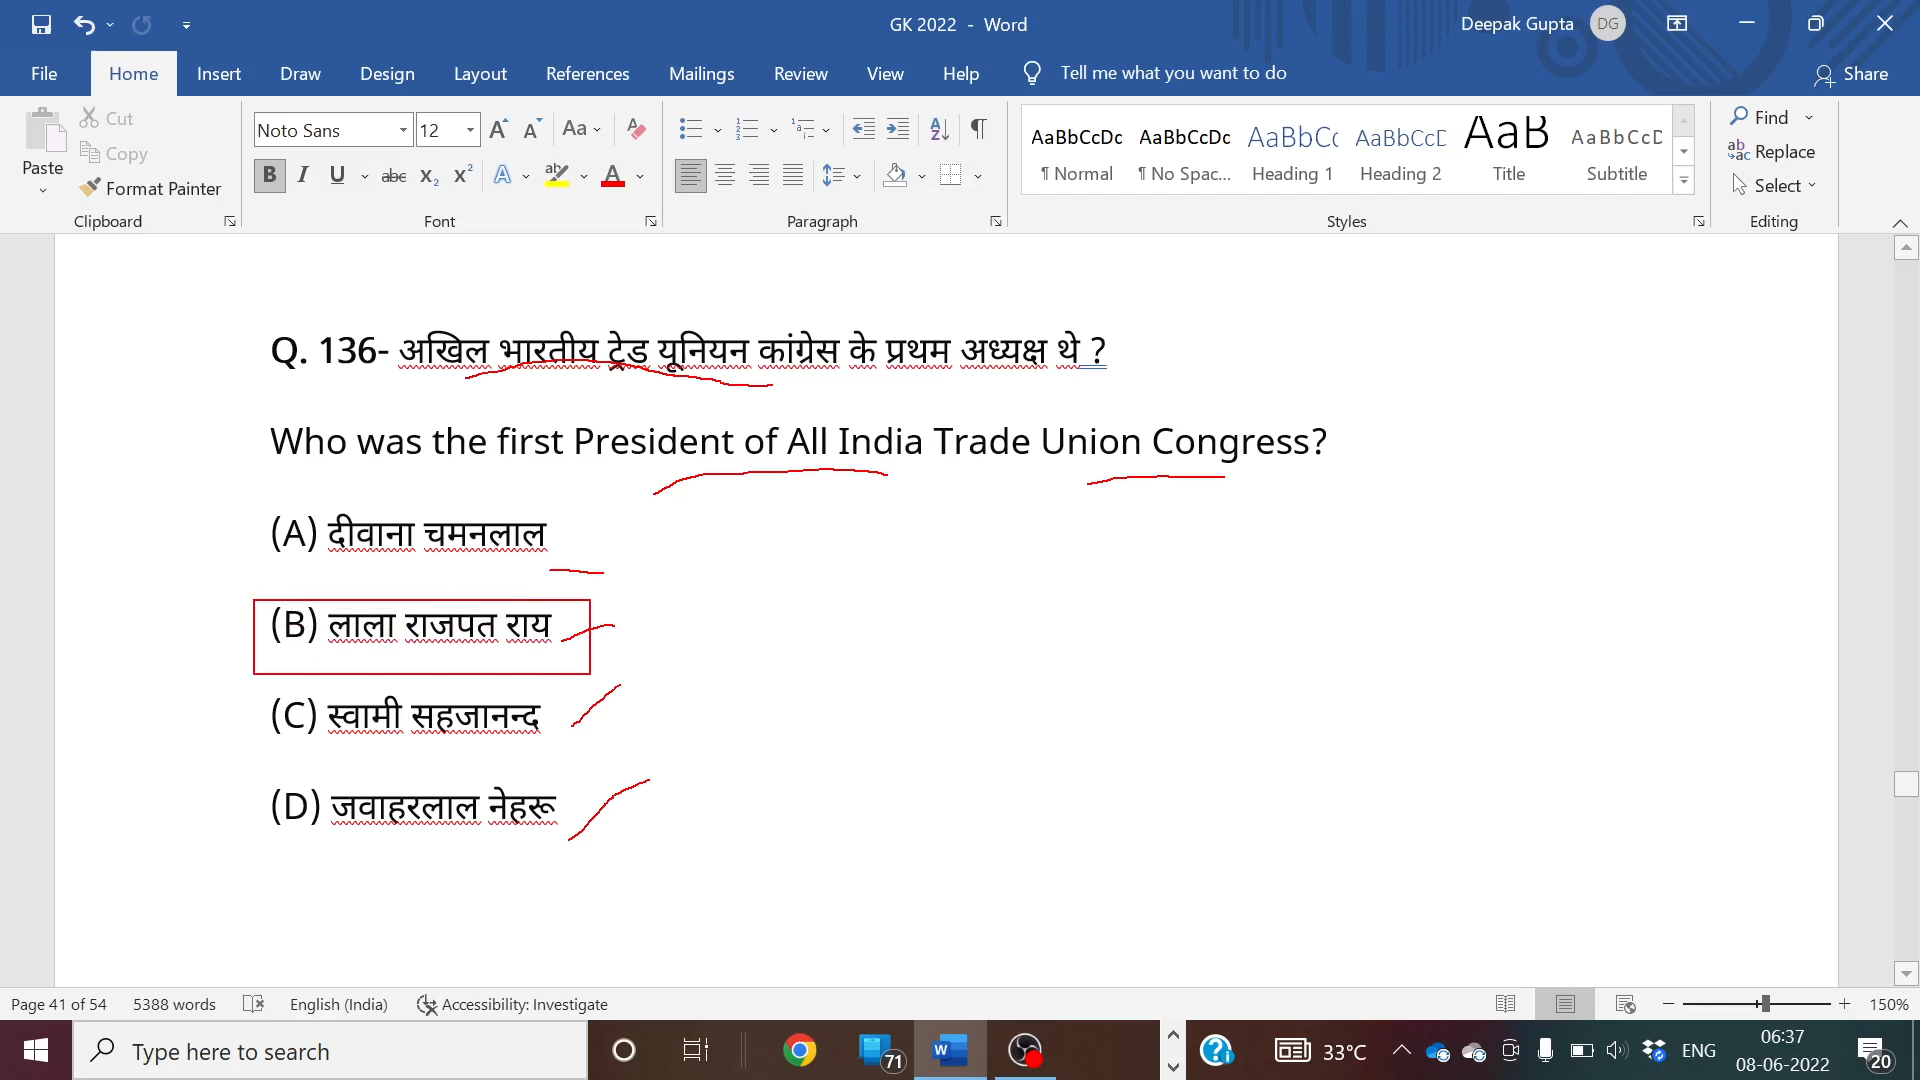 GK 2022 - Word
Deepak Gupta DG
File Home Insert Draw Design Layout References Mailings Review View Help Tell me what you want to do Share
Paste Cut Copy Format Painter
Noto Sans 12
AaBbCcDc AaBbCcDc AaBbCc AaBbCcD AaB AaBbCcD
¶ Normal ¶ No Spac... Heading 1 Heading 2 Title Subtitle
Find Replace Select
Clipboard Font Paragraph Styles Editing
Q. 136- अखिल भारतीय ट्रेड यूनियन कांग्रेस के प्रथम अध्यक्ष थे ?
Who was the first President of All India Trade Union Congress?
(A) दीवाना चमनलाल
(B) लाला राजपत राय
(C) स्वामी सहजानन्द
(D) जवाहरलाल नेहरू
Page 41 of 54 5388 words English (India) Accessibility: Investigate 150%
Type here to search 71 33°C ENG 06:37 08-06-2022 20